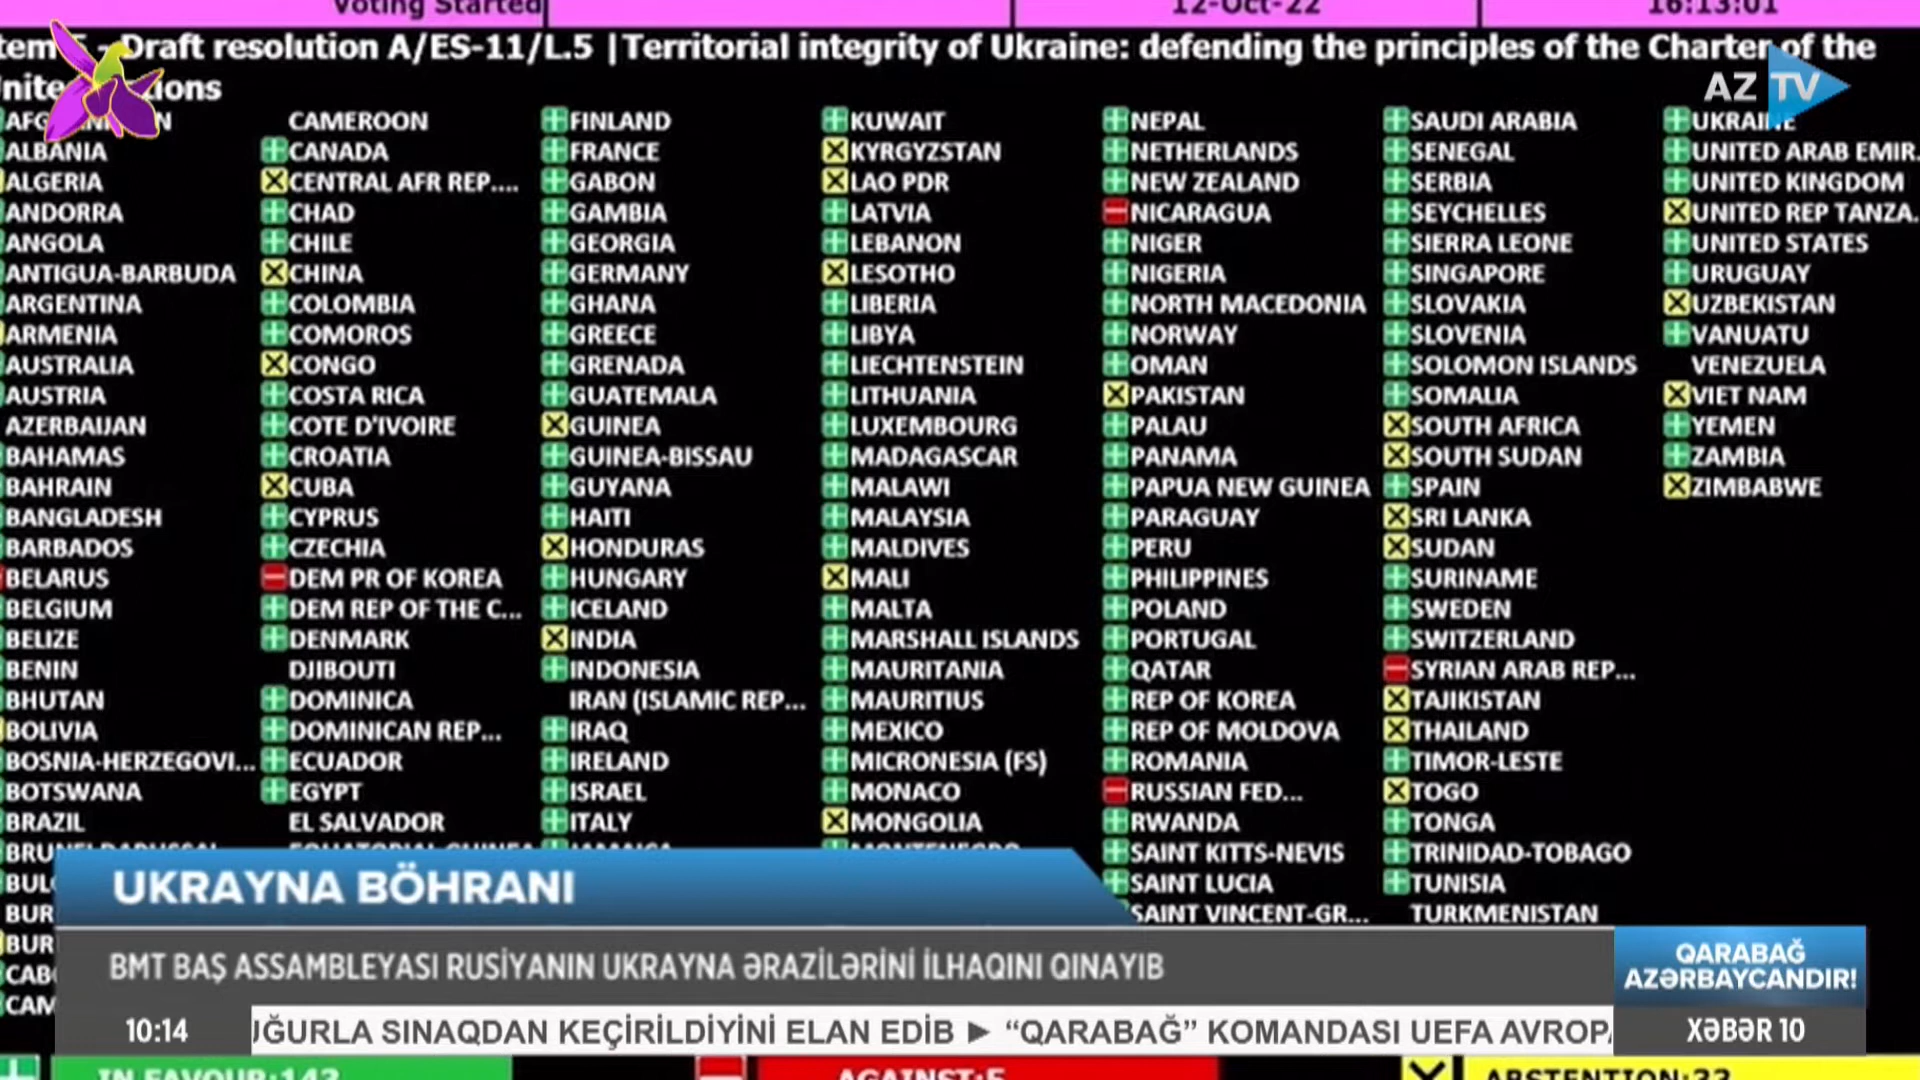 Voting Started
12-Oct-22
16:13:01
Draft resolution A/ES-11/L.5 | Territorial integrity of Ukraine: defending the principles of the Charter of the
AZ TV
CAMEROON
FINLAND
KUWAIT
NEPAL
SAUDI ARABIA
UKRAINE
ALBANIA
CANADA
FRANCE
KYRGYZSTAN
NETHERLANDS
SENEGAL
UNITED ARAB EMIR.
ALGERIA
CENTRAL AFR REP....
GABON
LAO PDR
NEW ZEALAND
SERBIA
UNITED KINGDOM
ANDORRA
CHAD
GAMBIA
LATVIA
NICARAGUA
SEYCHELLES
UNITED REP TANZA.
ANGOLA
CHILE
GEORGIA
LEBANON
NIGER
SIERRA LEONE
UNITED STATES
ANTIGUA-BARBUDA
CHINA
GERMANY
LESOTHO
NIGERIA
SINGAPORE
URUGUAY
ARGENTINA
COLOMBIA
GHANA
LIBERIA
NORTH MACEDONIA
SLOVAKIA
UZBEKISTAN
ARMENIA
COMOROS
GREECE
LIBYA
NORWAY
SLOVENIA
VANUATU
AUSTRALIA
CONGO
GRENADA
LIECHTENSTEIN
OMAN
SOLOMON ISLANDS
VENEZUELA
AUSTRIA
COSTA RICA
GUATEMALA
LITHUANIA
PAKISTAN
SOMALIA
VIET NAM
AZERBAIJAN
COTE D'IVOIRE
GUINEA
LUXEMBOURG
PALAU
SOUTH AFRICA
YEMEN
BAHAMAS
CROATIA
GUINEA-BISSAU
MADAGASCAR
PANAMA
SOUTH SUDAN
ZAMBIA
BAHRAIN
CUBA
GUYANA
MALAWI
PAPUA NEW GUINEA
SPAIN
ZIMBABWE
BANGLADESH
CYPRUS
HAITI
MALAYSIA
PARAGUAY
SRI LANKA
BARBADOS
CZECHIA
HONDURAS
MALDIVES
PERU
SUDAN
BELARUS
DEM PR OF KOREA
HUNGARY
MALI
PHILIPPINES
SURINAME
BELGIUM
DEM REP OF THE C...
ICELAND
MALTA
POLAND
SWEDEN
BELIZE
DENMARK
INDIA
MARSHALL ISLANDS
PORTUGAL
SWITZERLAND
BENIN
DJIBOUTI
INDONESIA
MAURITANIA
QATAR
SYRIAN ARAB REP...
BHUTAN
DOMINICA
IRAN (ISLAMIC REP...
MAURITIUS
REP OF KOREA
TAJIKISTAN
BOLIVIA
DOMINICAN REP...
IRAQ
MEXICO
REP OF MOLDOVA
THAILAND
BOSNIA-HERZEGOVI...
ECUADOR
IRELAND
MICRONESIA (FS)
ROMANIA
TIMOR-LESTE
BOTSWANA
EGYPT
ISRAEL
MONACO
RUSSIAN FED...
TOGO
BRAZIL
EL SALVADOR
ITALY
MONGOLIA
RWANDA
TONGA
SAINT KITTS-NEVIS
TRINIDAD-TOBAGO
SAINT LUCIA
TUNISIA
SAINT VINCENT-GR...
TURKMENISTAN
UKRAYNA BÖHRANI
BMT BAŞ ASSAMBLEYASI RUSİYANIN UKRAYNA ƏRAZİLƏRİNİ İLHAQINI QINAYIB
QARABAĞ
AZƏRBAYCANDIR!
10:14
UĞURLA SINAQDAN KEÇİRİLDİYİNİ ELAN EDİB ► “QARABAĞ” KOMANDASI UEFA AVROPA
XƏBƏR 10
IN FAVOUR:143
AGAINST:5
ABSTENTION:33